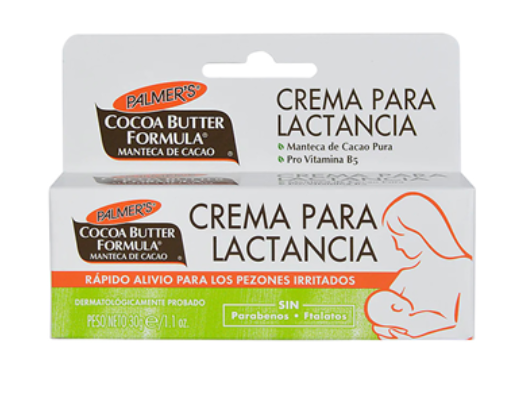 PALMER'S®
COCOA BUTTER
FORMULA®
MANTECA DE CACAO
CREMA PARA
LACTANCIA
Manteca de Cacao Pura
Pro Vitamina B5
PALMER'S®
COCOA BUTTER
FORMULA®
MANTECA DE CACAO
CREMA PARA
LACTANCIA
RÁPIDO ALIVIO PARA LOS PEZONES IRRITADOS
DERMATOLÓGICAMENTE PROBADO
PESO NETO 30g e/1.1 oz.
SIN
Parabenos • Ftalatos